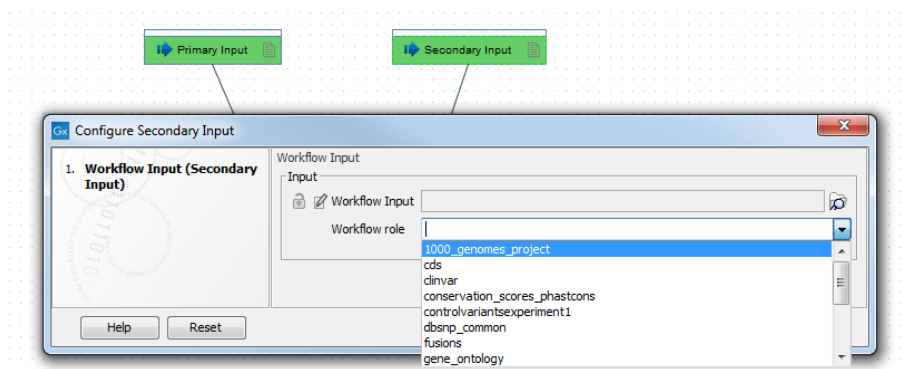 Primary Input
Secondary Input
Gx Configure Secondary Input
X
1. Workflow Input (Secondary
Input)
Workflow Input
Input
Workflow Input
Workflow role
1000_genomes_project
cds
clinvar
conservation_scores_phastcons
controlvariantsexperiment1
dbsnp_common
fusions
gene_ontology
Help
Reset